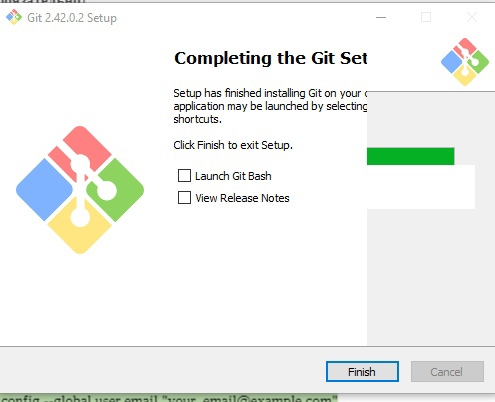 Git 2.42.0.2 Setup
Completing the Git Set
Setup has finished installing Git on your
application may be launched by selecting
shortcuts.
Click Finish to exit Setup.
Launch Git Bash
View Release Notes
Finish
Cancel
config --global user.email "your_email@example.com"